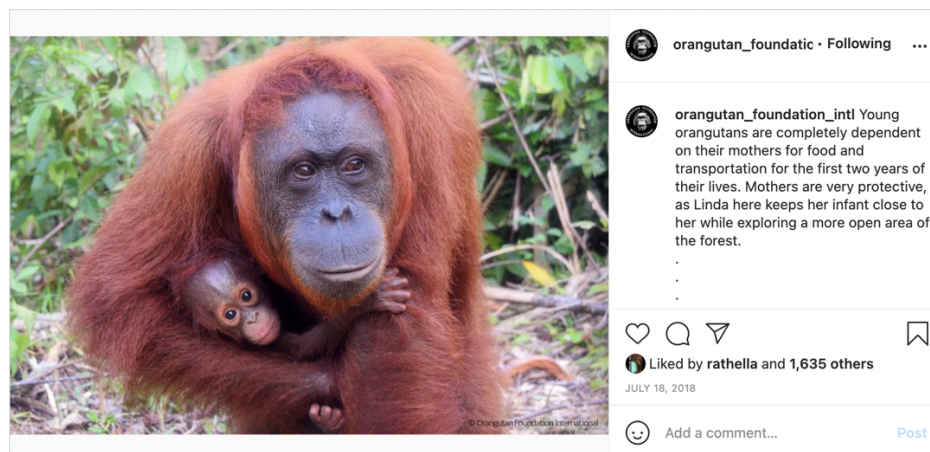 orangutan_foundatic • Following
orangutan_foundation_intl Young
orangutans are completely dependent
on their mothers for food and
transportation for the first two years of
their lives. Mothers are very protective,
as Linda here keeps her infant close to
her while exploring a more open area of
the forest.
.
.
.
Liked by rathella and 1,635 others
JULY 18, 2018
Add a comment... Post
© Orangutan Foundation International